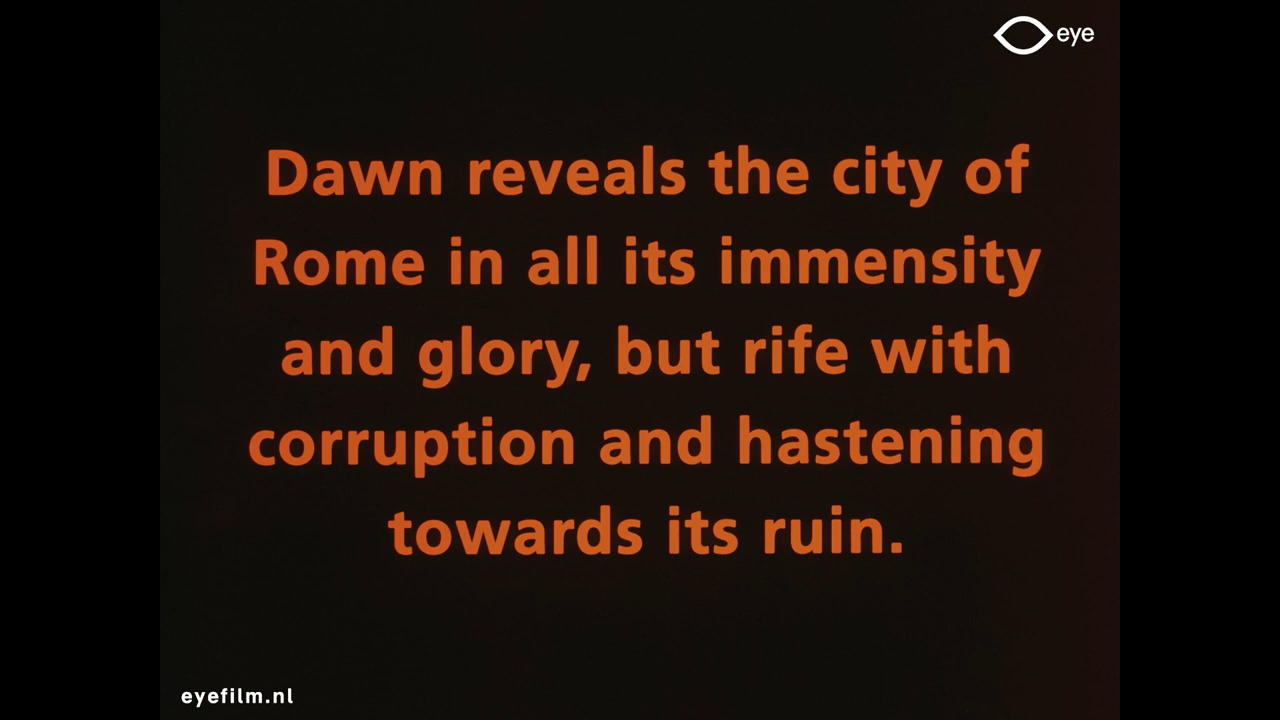 eye
Dawn reveals the city of
Rome in all its immensity
and glory, but rife with
corruption and hastening
towards its ruin.
eyefilm.nl